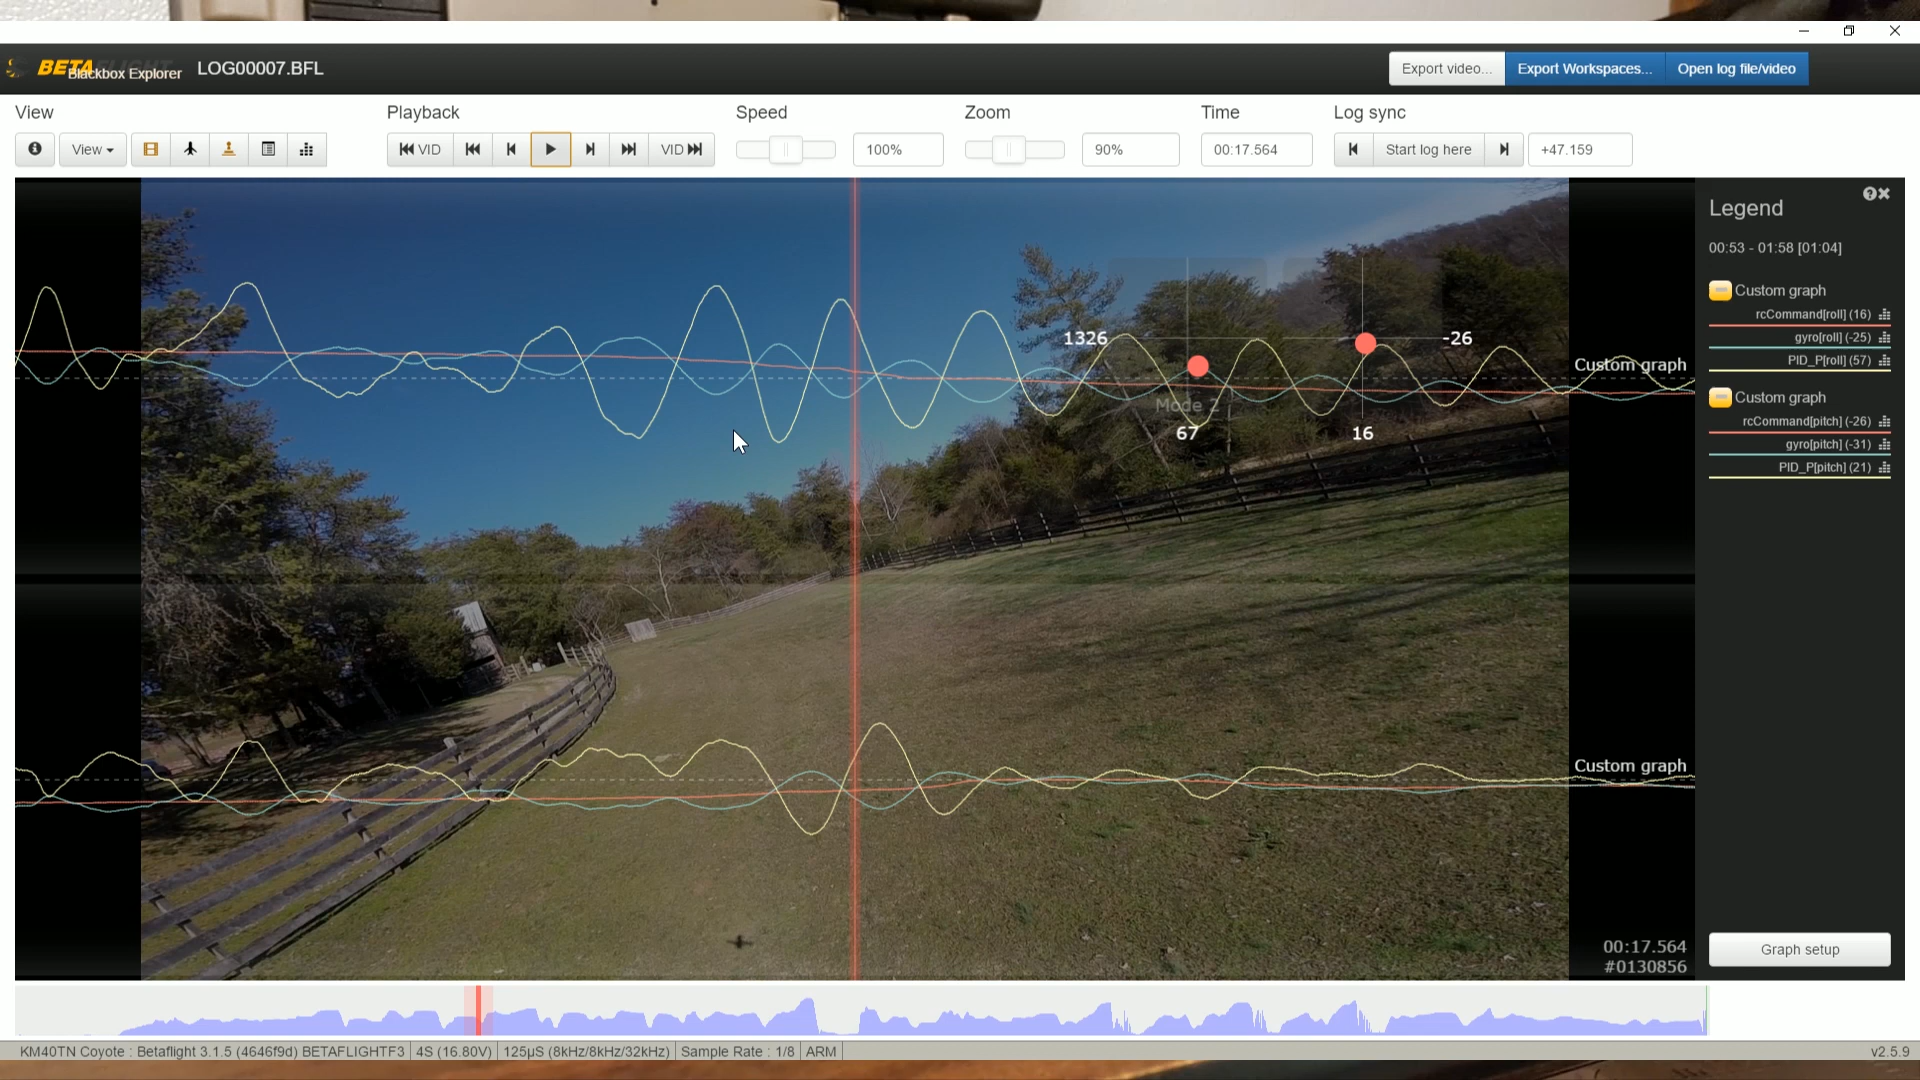 BETAFLIGHT
Blackbox Explorer
LOG00007.BFL
Export video...
Export Workspaces...
Open log file/video
View
Playback
Speed
Zoom
Time
Log sync
View
VID
VID
100%
90%
00:17.564
Start log here
+47.159
Legend
00:53 - 01:58 [01:04]
Custom graph
rcCommand[roll] (16)
gyro[roll] (-25)
PID_P[roll] (57)
Custom graph
rcCommand[pitch] (-26)
gyro[pitch] (-31)
PID_P[pitch] (21)
1326
-26
Custom graph
Mode 2
67
16
Custom graph
00:17.564
#0130856
Graph setup
KM40TN Coyote : Betaflight 3.1.5 (4646f9d) BETAFLIGHTF3
4S (16.80V)
125µS (8kHz/8kHz/32kHz)
Sample Rate : 1/8
ARM
v2.5.9